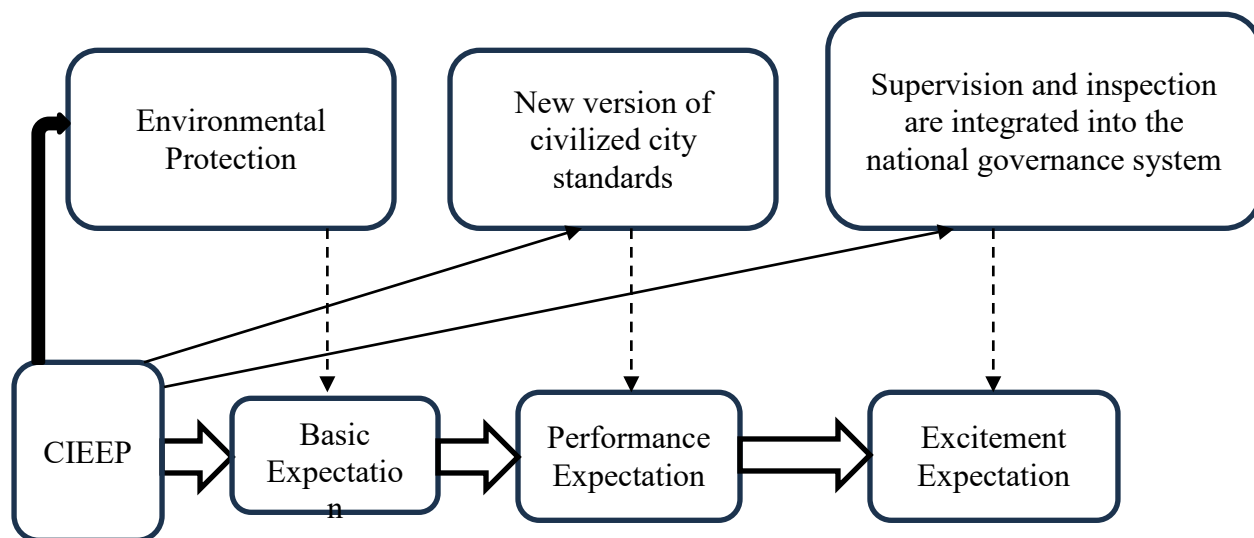 Environmental
Protection
New version of
civilized city
standards
Supervision and inspection
are integrated into the
national governance system
CIEEP
Basic
Expectatio
n
Performance
Expectation
Excitement
Expectation